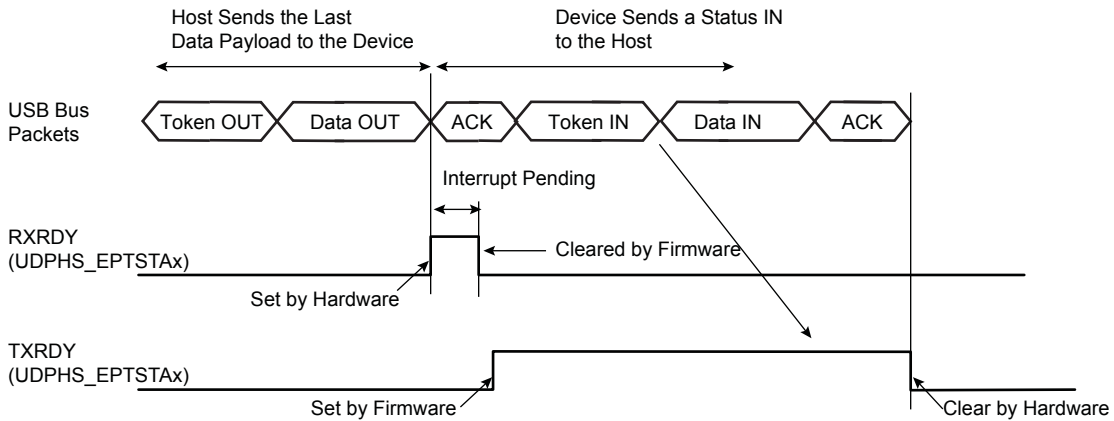 Host Sends the Last
Data Payload to the Device
Device Sends a Status IN
to the Host
USB Bus
Packets
Token OUT
Data OUT
ACK
Token IN
Data IN
ACK
Interrupt Pending
RXRDY
(UDPHS_EPTSTAx)
Cleared by Firmware
Set by Hardware
TXRDY
(UDPHS_EPTSTAx)
Set by Firmware
Clear by Hardware